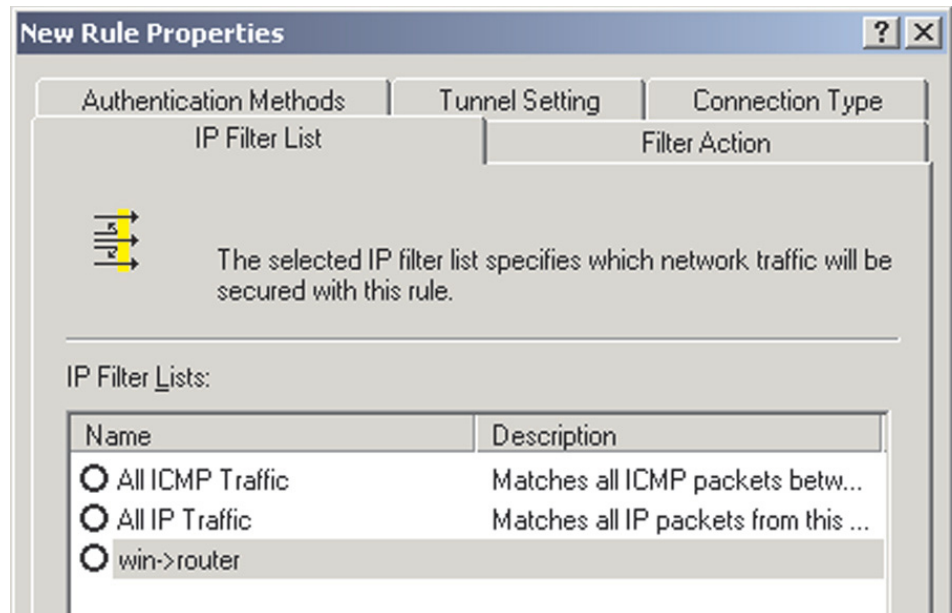 New Rule Properties
? X
Authentication Methods Tunnel Setting Connection Type
IP Filter List Filter Action
The selected IP filter list specifies which network traffic will be
secured with this rule.
IP Filter Lists:
Name Description
All ICMP Traffic Matches all ICMP packets betw...
All IP Traffic Matches all IP packets from this ...
win->router